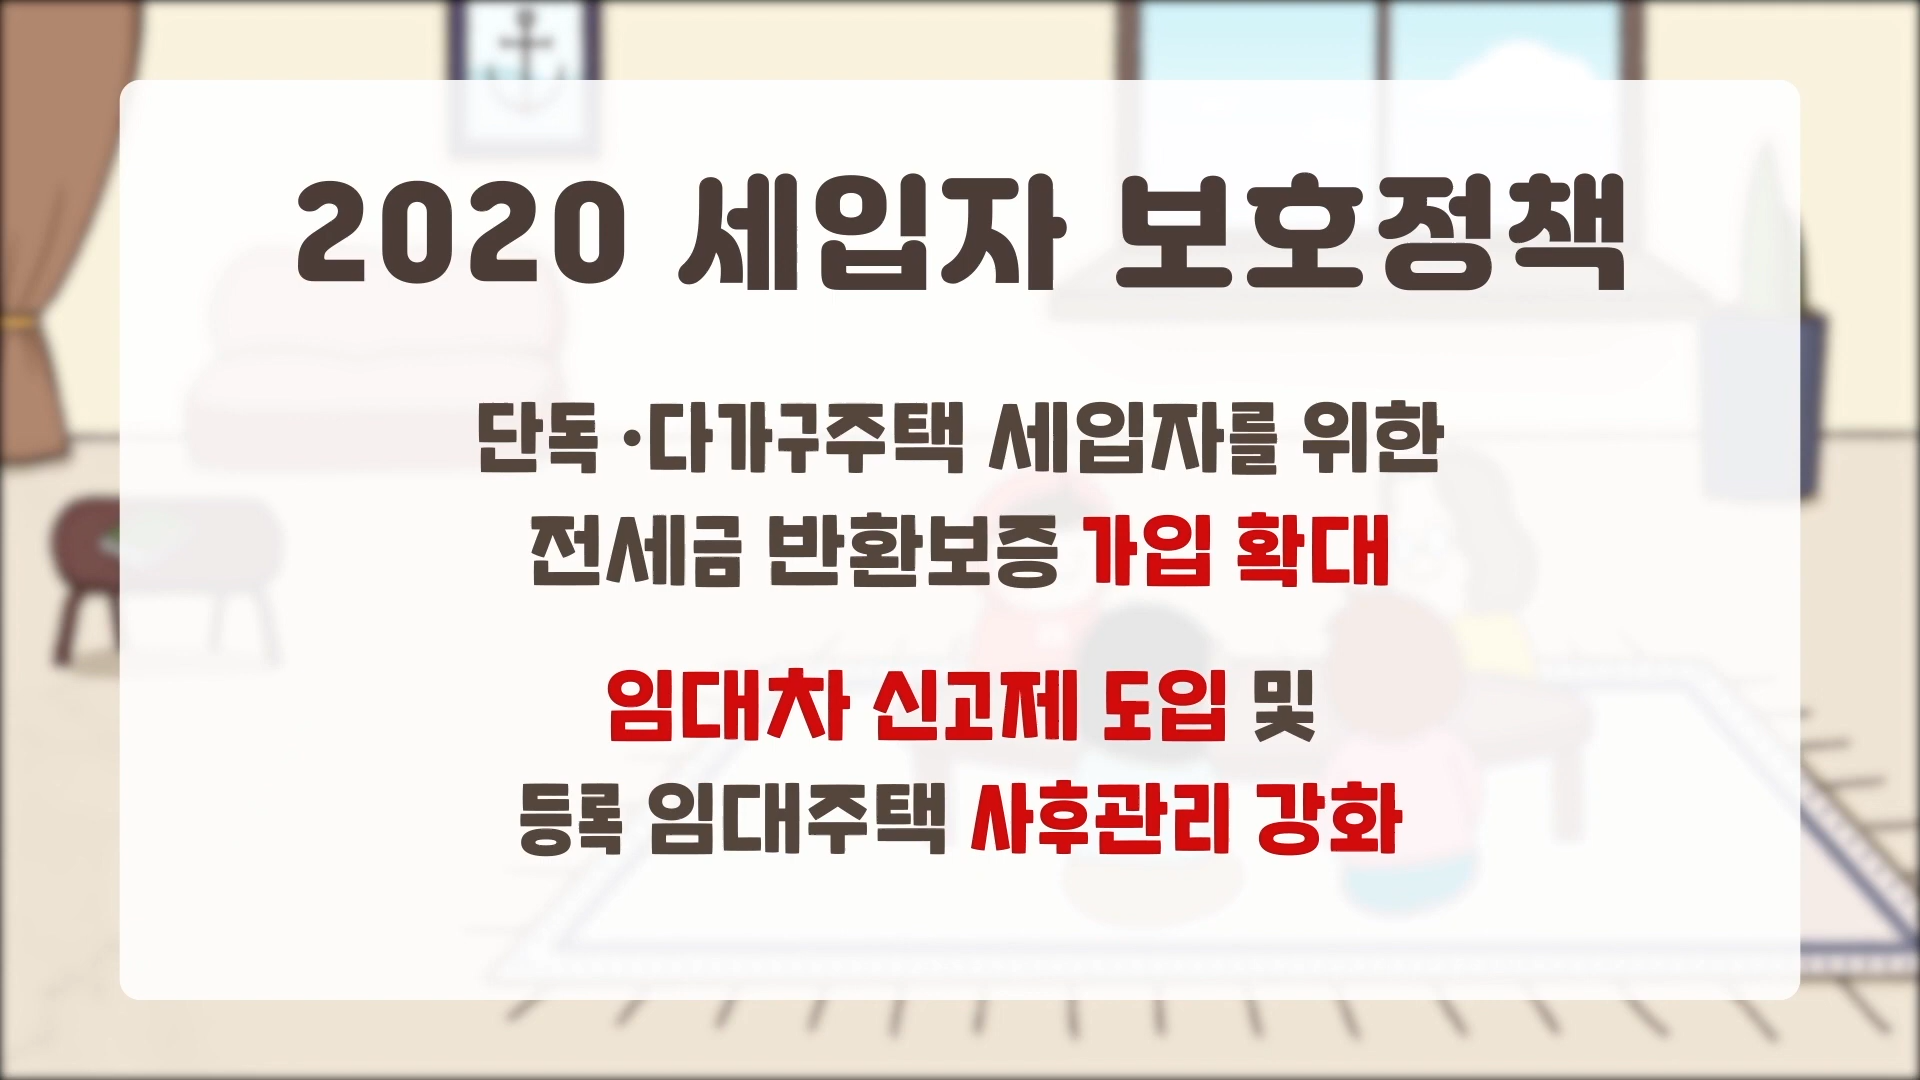 2020 세입자 보호정책
단독·다가구주택 세입자를 위한
전세금 반환보증 가입 확대
임대차 신고제 도입 및
등록 임대주택 사후관리 강화